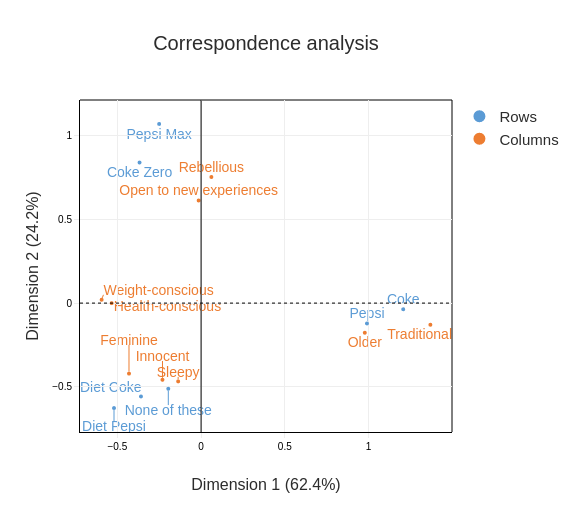 Correspondence analysis
Rows
Columns
Pepsi Max
Coke Zero
Rebellious
Open to new experiences
Weight-conscious
Health-conscious
Coke
Pepsi
Traditional
Older
Feminine
Innocent
Sleepy
Diet Coke
None of these
Diet Pepsi
1
0.5
0
−0.5
−0.5
0
0.5
1
Dimension 2 (24.2%)
Dimension 1 (62.4%)